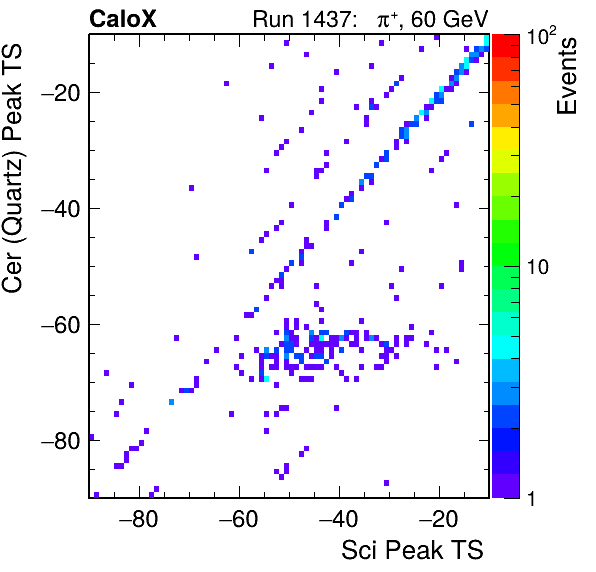 CaloX Run 1437: π⁺, 60 GeV
10²
10
1
Events
Cer (Quartz) Peak TS
−20
−40
−60
−80
−80 −60 −40 −20
Sci Peak TS